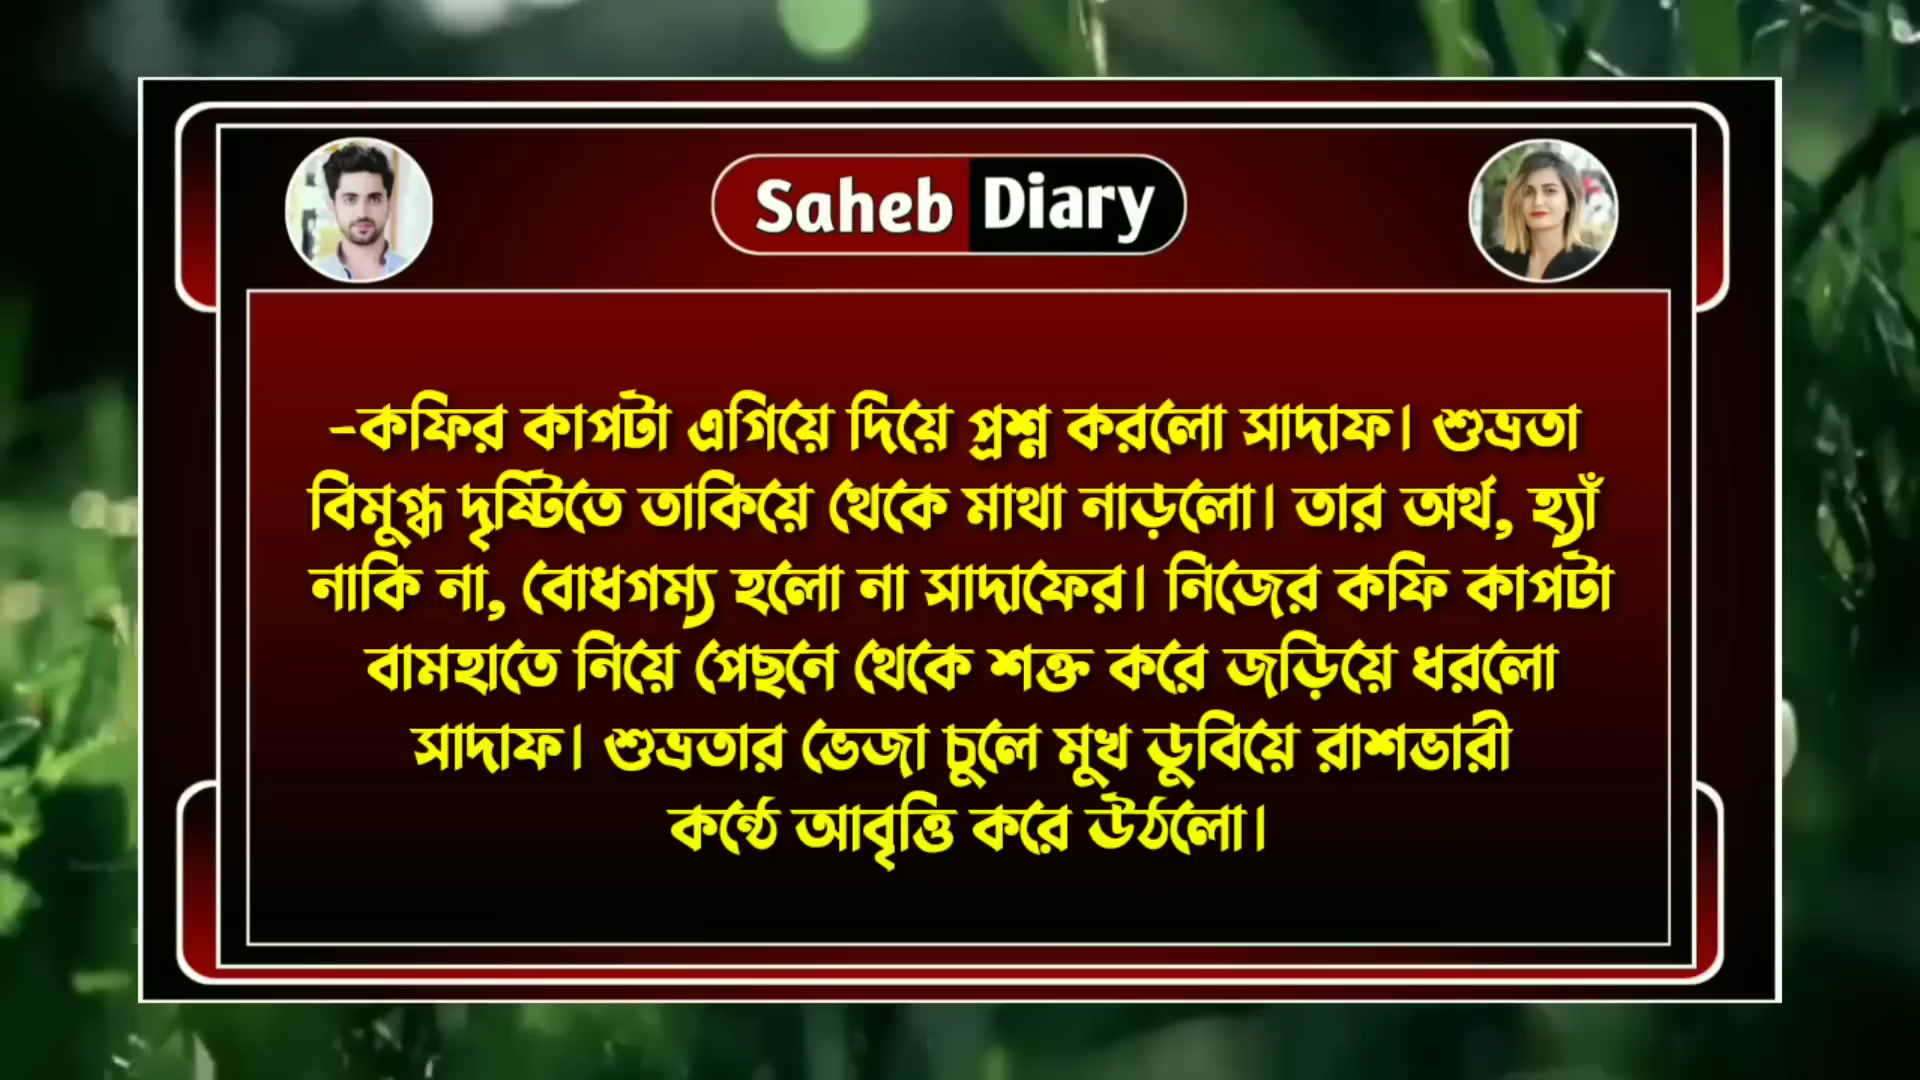 Saheb Diary
-কফির কাপটা এগিয়ে দিয়ে প্রশ্ন করলো সাদাফ। শুভ্রতা
বিমুগ্ধ দৃষ্টিতে তাকিয়ে থেকে মাথা নাড়লো। তার অর্থ, হ্যাঁ
নাকি না, বোধগম্য হলো না সাদাফের। নিজের কফি কাপটা
বামহাতে নিয়ে পেছনে থেকে শক্ত করে জড়িয়ে ধরলো
সাদাফ। শুভ্রতার ভেজা চুলে মুখ ডুবিয়ে রাশভারী
কন্ঠে আবৃত্তি করে উঠলো।